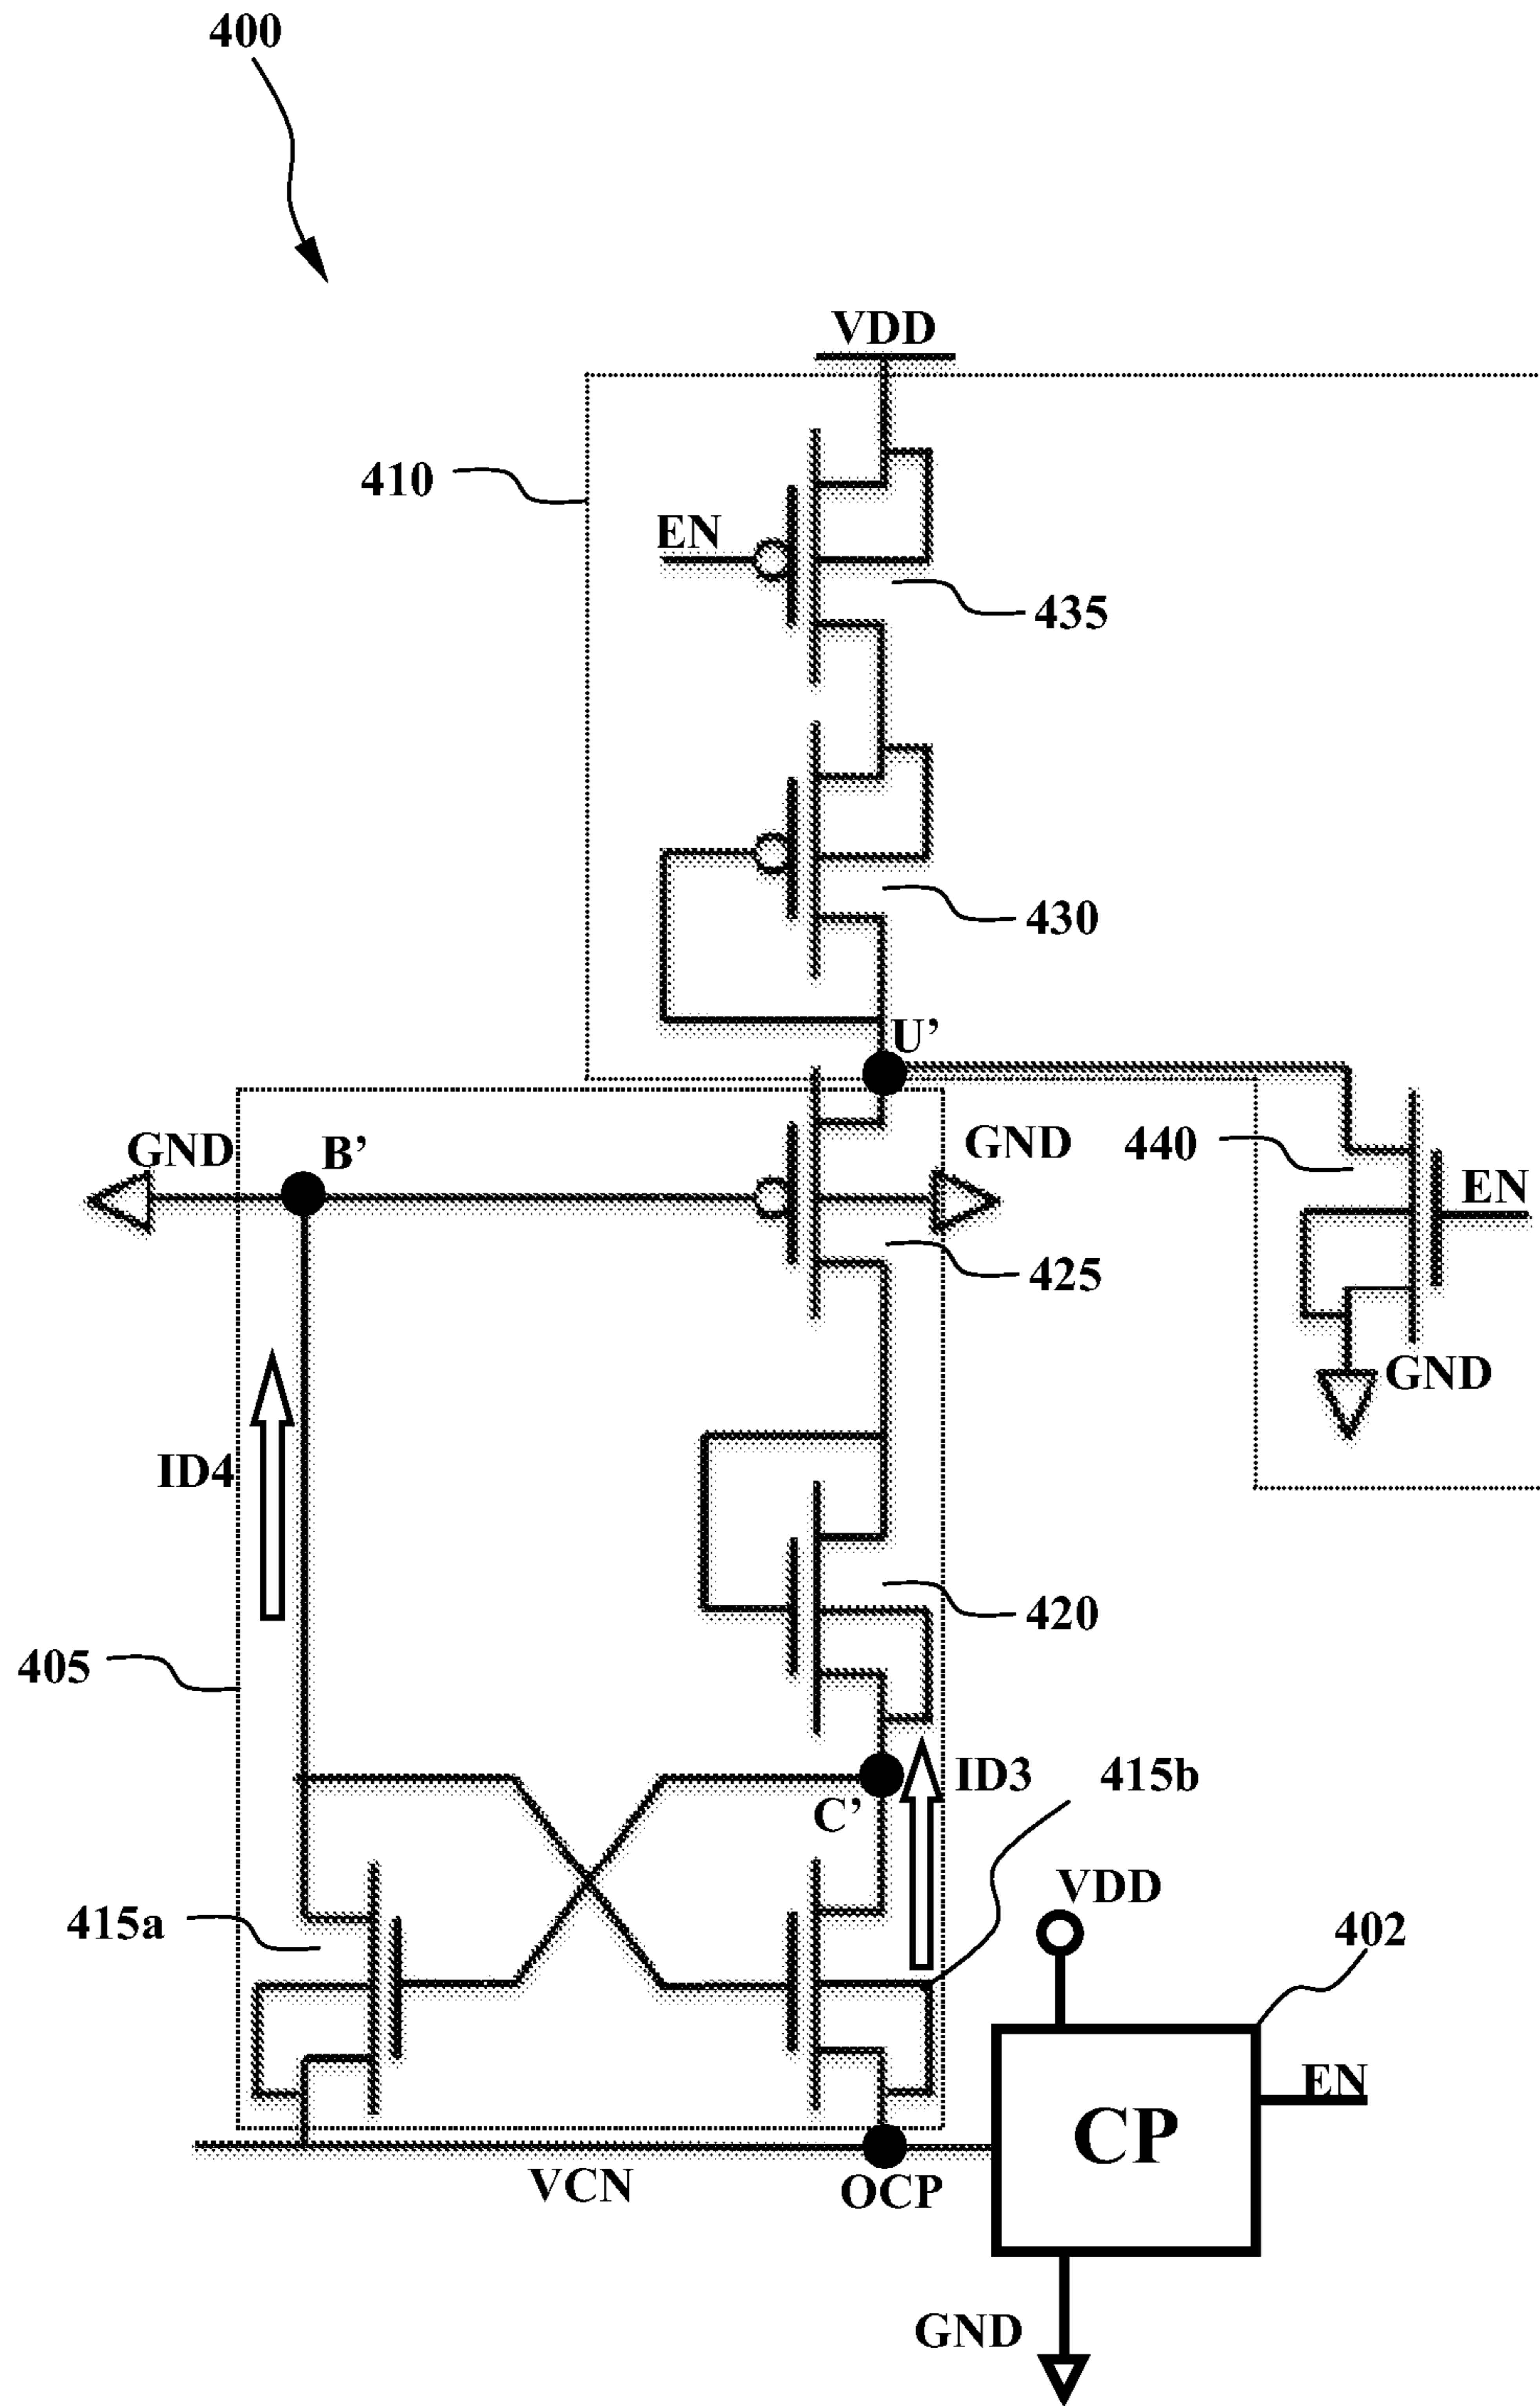 400
VDD
410
EN
435
430
U’
GND
B’
GND
440
EN
425
GND
ID4
420
405
ID3
415b
C’
VDD
415a
402
EN
CP
VCN
OCP
GND